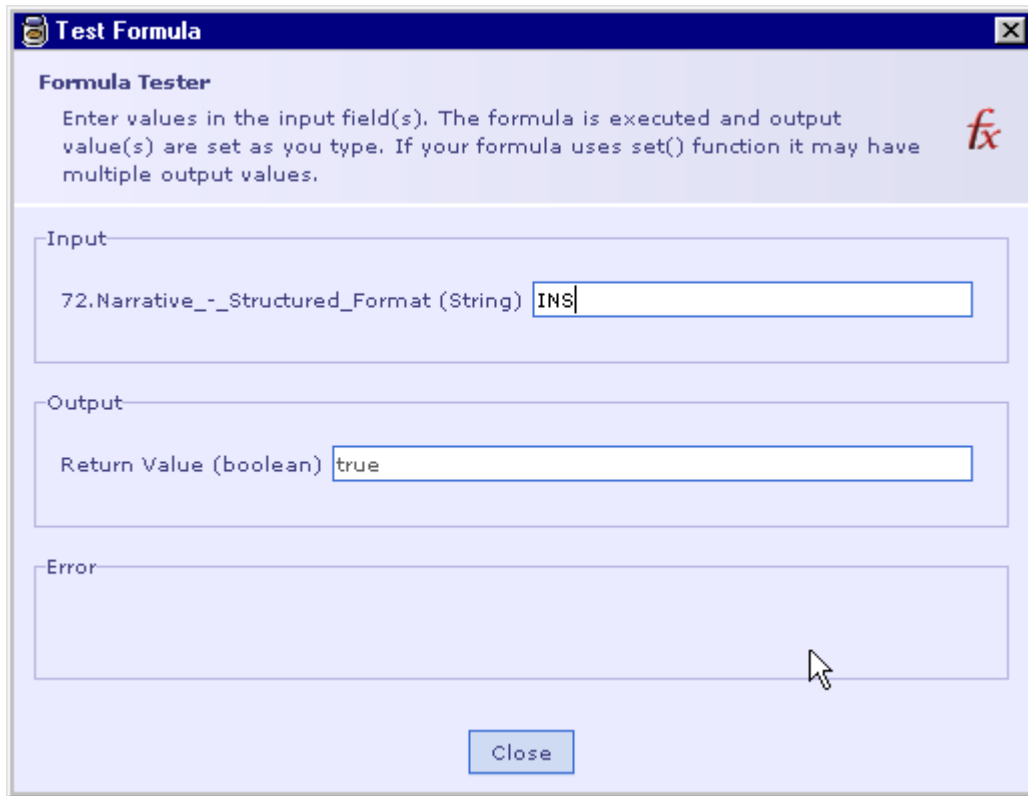 Test Formula
Formula Tester
Enter values in the input field(s). The formula is executed and output
value(s) are set as you type. If your formula uses set() function it may have
multiple output values.
fx
Input
72.Narrative_-_Structured_Format (String) INS
Output
Return Value (boolean) true
Error
Close